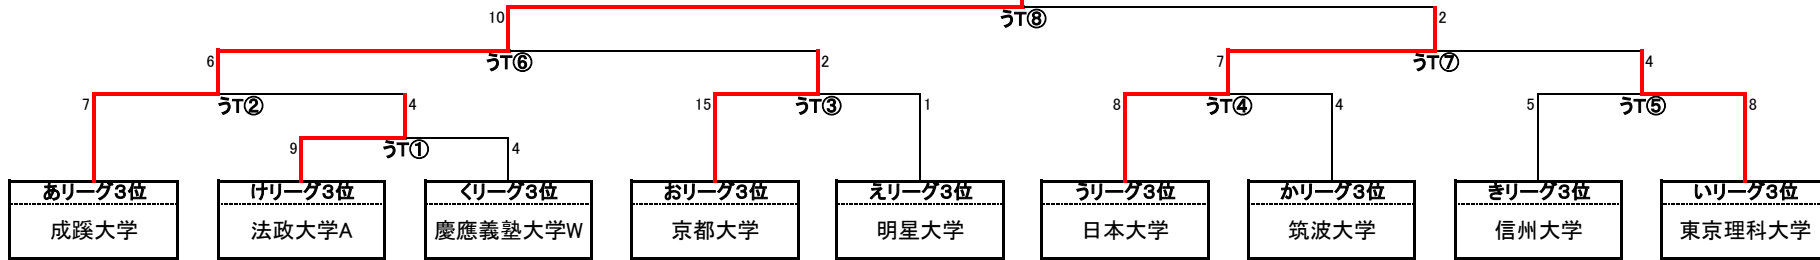 10 うT⑧ 2
6 うT⑥ 2 7 うT⑦ 4
7 うT② 4 15 うT③ 1 8 うT④ 4 5 うT⑤ 8
9 うT① 4
あリーグ3位 けリーグ3位 くリーグ3位 おリーグ3位 えリーグ3位 うリーグ3位 かリーグ3位 きリーグ3位 いリーグ3位
成蹊大学 法政大学A 慶應義塾大学W 京都大学 明星大学 日本大学 筑波大学 信州大学 東京理科大学